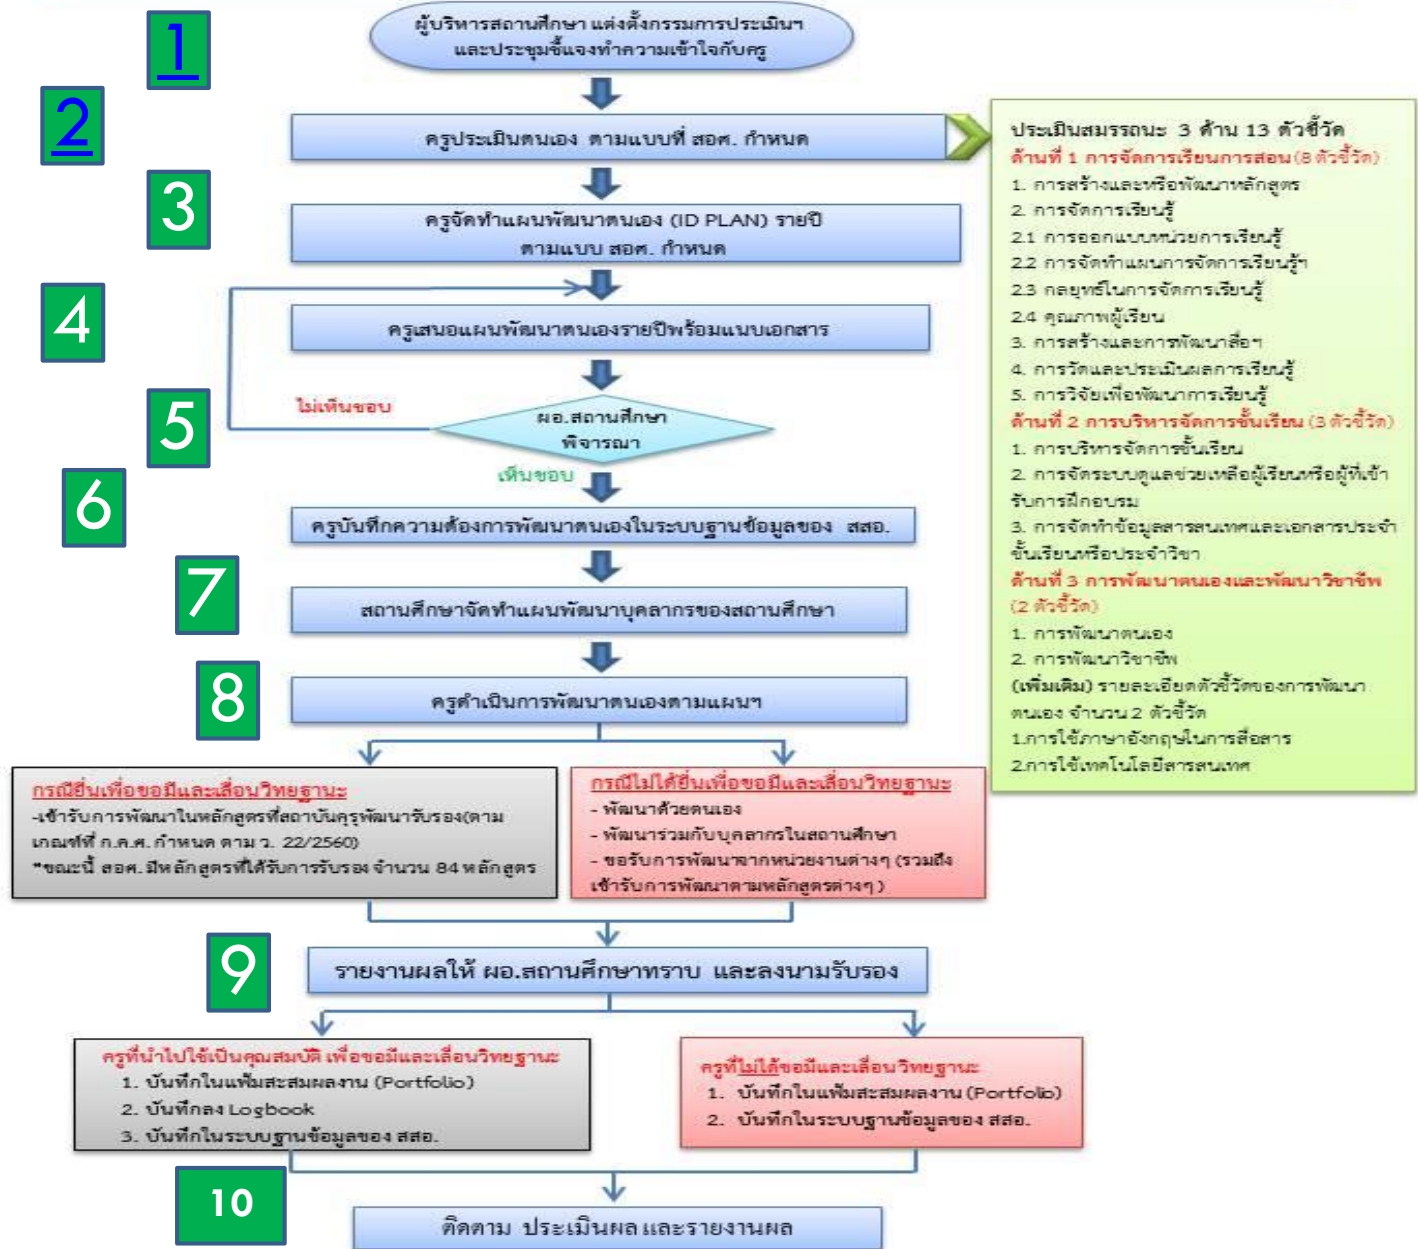 1
ผู้บริหารสถานศึกษา แต่งตั้งกรรมการประเมินฯ
และประชุมชี้แจงทำความเข้าใจกับครู
2
ครูประเมินตนเอง ตามแบบที่ สอศ. กำหนด
3
ครูจัดทำแผนพัฒนาตนเอง (ID PLAN) รายปี
ตามแบบ สอศ. กำหนด
4
ครูเสนอแผนพัฒนาตนเองรายปีพร้อมแนบเอกสาร
5
ไม่เห็นชอบ
ผอ.สถานศึกษา
พิจารณา
เห็นชอบ
6
ครูบันทึกความต้องการพัฒนาตนเองในระบบฐานข้อมูลของ สสอ.
7
สถานศึกษาจัดทำแผนพัฒนาบุคลากรของสถานศึกษา
8
ครูดำเนินการพัฒนาตนเองตามแผนฯ
ประเมินสมรรถนะ 3 ด้าน 13 ตัวชี้วัด
ด้านที่ 1 การจัดการเรียนการสอน (8 ตัวชี้วัด)
1. การสร้างและหรือพัฒนาหลักสูตร
2. การจัดการเรียนรู้
2.1 การออกแบบหน่วยการเรียนรู้
2.2 การจัดทำแผนการจัดการเรียนรู้ฯ
2.3 กลยุทธ์ในการจัดการเรียนรู้
2.4 คุณภาพผู้เรียน
3. การสร้างและการพัฒนาสื่อฯ
4. การวัดและประเมินผลการเรียนรู้
5. การวิจัยเพื่อพัฒนาการเรียนรู้
ด้านที่ 2 การบริหารจัดการชั้นเรียน (3 ตัวชี้วัด)
1. การบริหารจัดการชั้นเรียน
2. การจัดระบบดูแลช่วยเหลือผู้เรียนหรือผู้ที่เข้า
รับการฝึกอบรม
3. การจัดทำข้อมูลสารสนเทศและเอกสารประจำ
ชั้นเรียนหรือประจำวิชา
ด้านที่ 3 การพัฒนาตนเองและพัฒนาวิชาชีพ
(2 ตัวชี้วัด)
1. การพัฒนาตนเอง
2. การพัฒนาวิชาชีพ
(เพิ่มเติม) รายละเอียดตัวชี้วัดของการพัฒนา
ตนเอง จำนวน 2 ตัวชี้วัด
1.การใช้ภาษาอังกฤษในการสื่อสาร
2.การใช้เทคโนโลยีสารสนเทศ
กรณียื่นเพื่อขอมีและเลื่อนวิทยฐานะ
-เข้ารับการพัฒนาในหลักสูตรที่สถาบันคุรุพัฒนารับรอง(ตาม
เกณฑ์ที่ ก.ค.ศ. กำหนด ตาม ว. 22/2560)
*ขณะนี้ สอศ. มีหลักสูตรที่ได้รับการรับรอง จำนวน 84 หลักสูตร
กรณีไม่ได้ยื่นเพื่อขอมีและเลื่อนวิทยฐานะ
- พัฒนาด้วยตนเอง
- พัฒนาร่วมกับบุคลากรในสถานศึกษา
- ขอรับการพัฒนาจากหน่วยงานต่างๆ (รวมถึง
เข้ารับการพัฒนาตามหลักสูตรต่างๆ )
9
รายงานผลให้ ผอ.สถานศึกษาทราบ และลงนามรับรอง
ครูที่นำไปใช้เป็นคุณสมบัติ เพื่อขอมีและเลื่อนวิทยฐานะ
1. บันทึกในแฟ้มสะสมผลงาน (Portfolio)
2. บันทึกลง Logbook
3. บันทึกในระบบฐานข้อมูลของ สสอ.
ครูที่ไม่ได้ขอมีและเลื่อนวิทยฐานะ
1. บันทึกในแฟ้มสะสมผลงาน (Portfolio)
2. บันทึกในระบบฐานข้อมูลของ สสอ.
10
ติดตาม ประเมินผล และรายงานผล